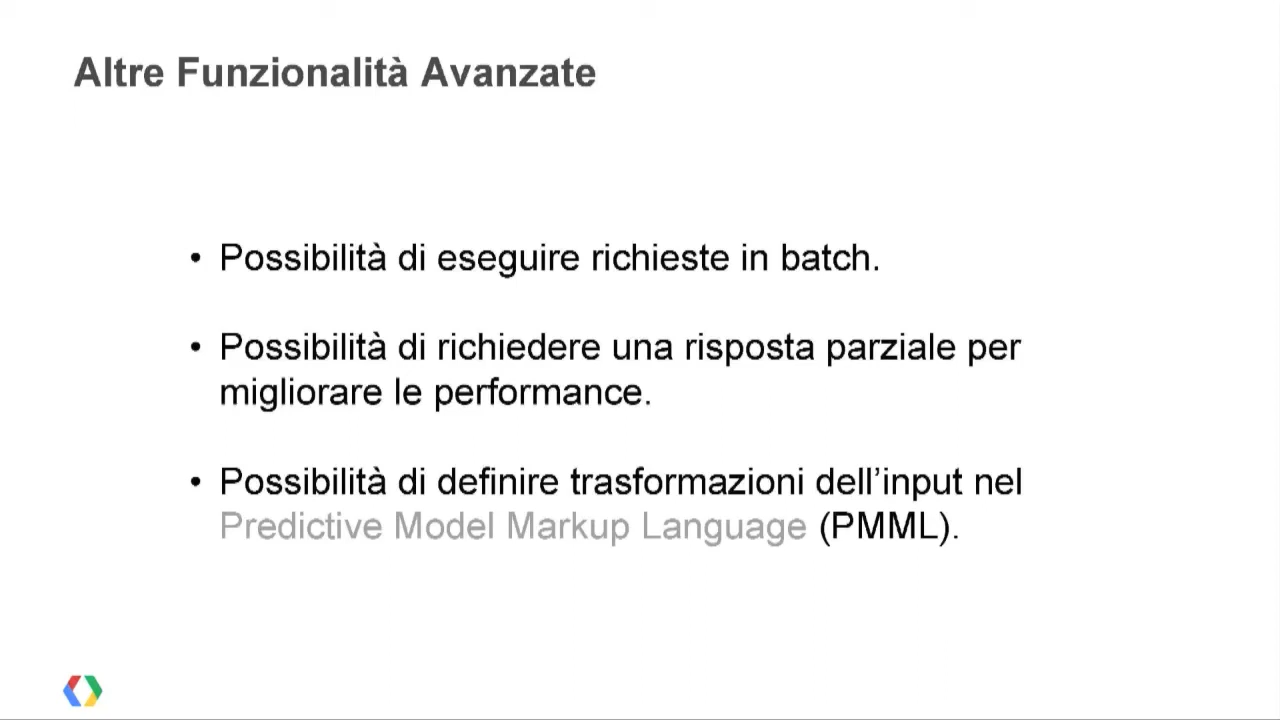 Altre Funzionalità Avanzate
• Possibilità di eseguire richieste in batch.
• Possibilità di richiedere una risposta parziale per
migliorare le performance.
• Possibilità di definire trasformazioni dell’input nel
Predictive Model Markup Language (PMML).